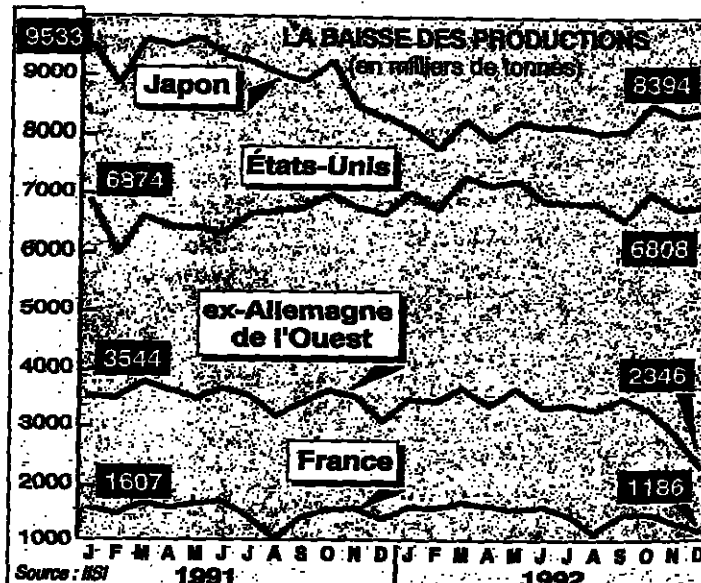 LA BAISSE DES PRODUCTIONS
(en milliers de tonnes)
9533
9000
8000
7000
6000
5000
4000
3000
2000
1000
Japon
8394
États-Unis
6874
6808
ex-Allemagne
de l'Ouest
3544
2346
France
1607
1186
J F M A M J J A S O N D J F M A M J J A S O N D
1991 1992
Source : IISI